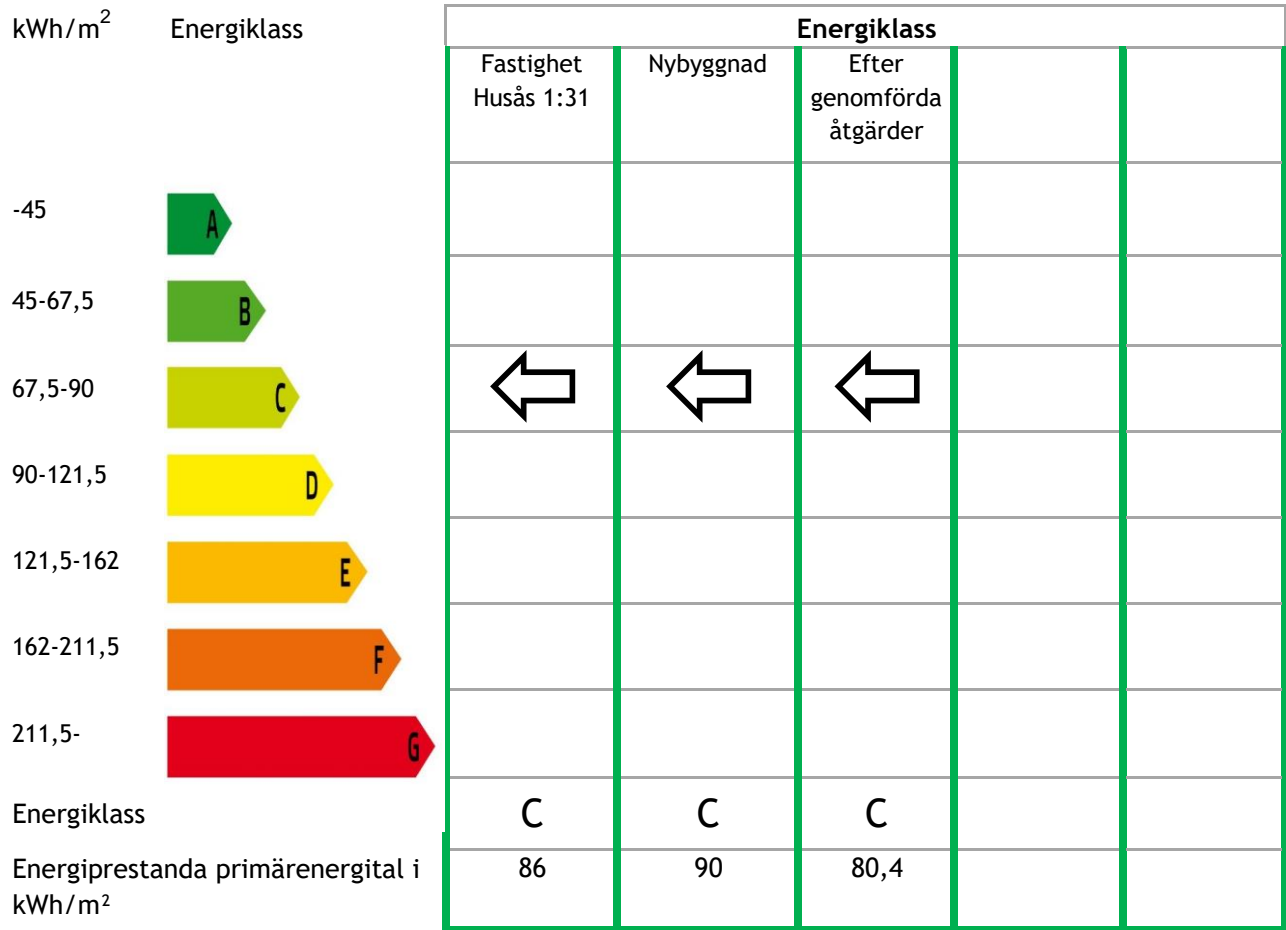 kWh/m² Energiklass Energiklass
Fastighet Nybyggnad Efter
Husås 1:31 genomförda
åtgärder
-45 A
45-67,5 B
67,5-90 C
90-121,5 D
121,5-162 E
162-211,5 F
211,5- G
Energiklass C C C
Energiprestanda primärenergital i 86 90 80,4
kWh/m²